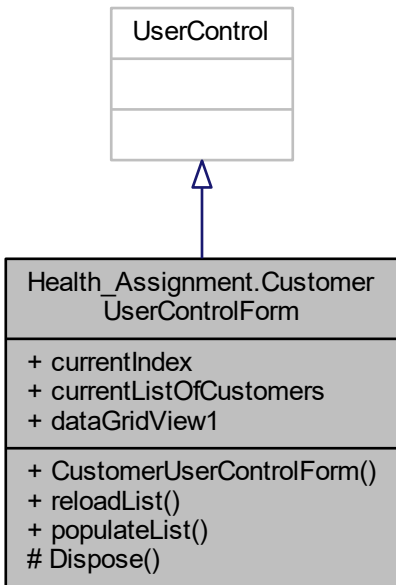 UserControl
Health_Assignment.Customer
UserControlForm
+ currentIndex
+ currentListOfCustomers
+ dataGridView1
+ CustomerUserControlForm()
+ reloadList()
+ populateList()
# Dispose()